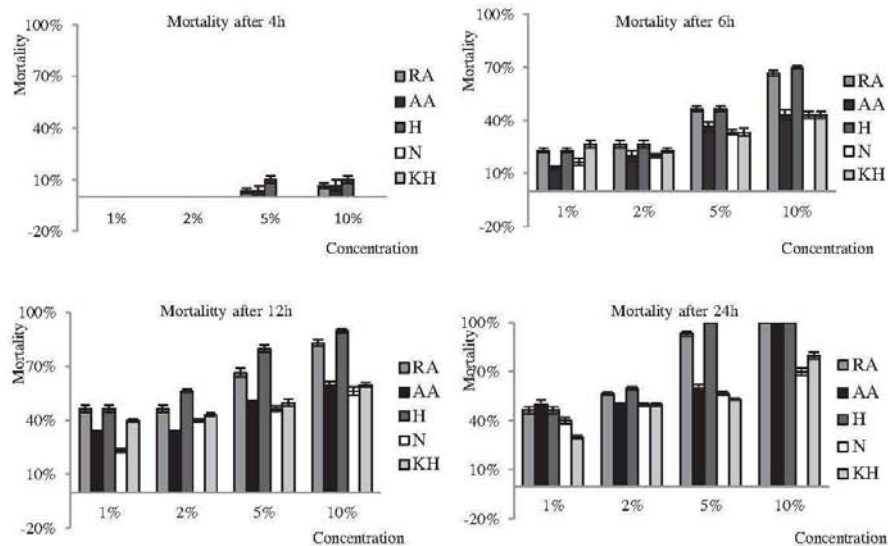 Mortality after 4h
Mortality
100%
70%
40%
10%
-20%
1%
2%
5%
10%
Concentration
RA
AA
H
N
KH
Mortality after 6h
Mortality
100%
70%
40%
10%
-20%
1%
2%
5%
10%
Concentration
RA
AA
H
N
KH
Mortalitty after 12h
Mortality
100%
70%
40%
10%
-20%
1%
2%
5%
10%
Concentration
RA
AA
H
N
KH
Mortality after 24h
Mortality
100%
70%
40%
10%
-20%
1%
2%
5%
10%
Concentration
RA
AA
H
N
KH